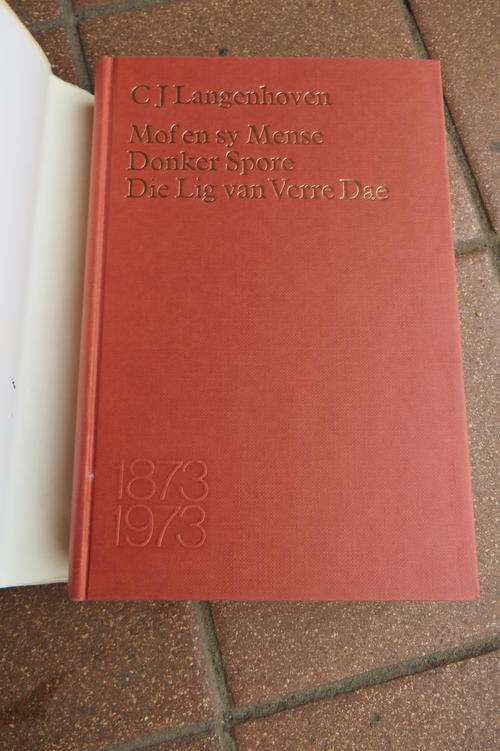 C J Langenhoven
Mof en sy Mense
Donker Spore
Die Lig van Verre Dae
1873
1973